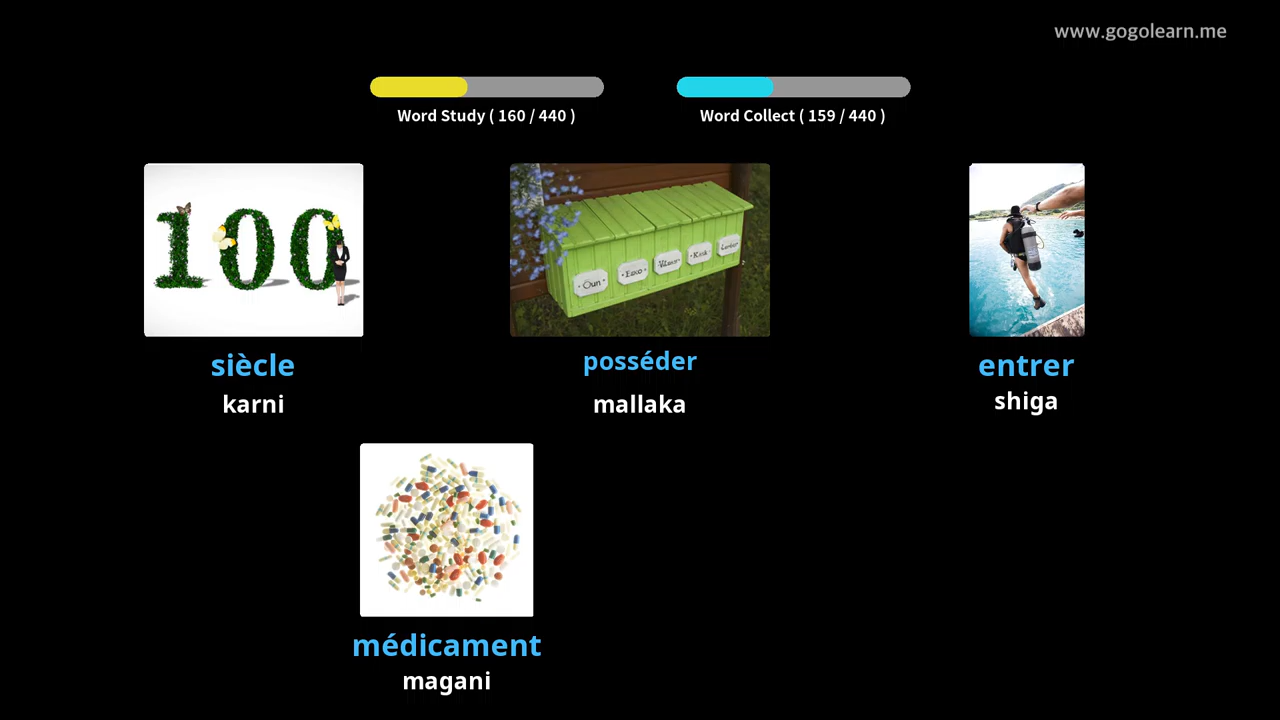 www.gogolearn.me
Word Study ( 160 / 440 )
Word Collect ( 159 / 440 )
100
siècle
karni
posséder
mallaka
entrer
shiga
médicament
magani